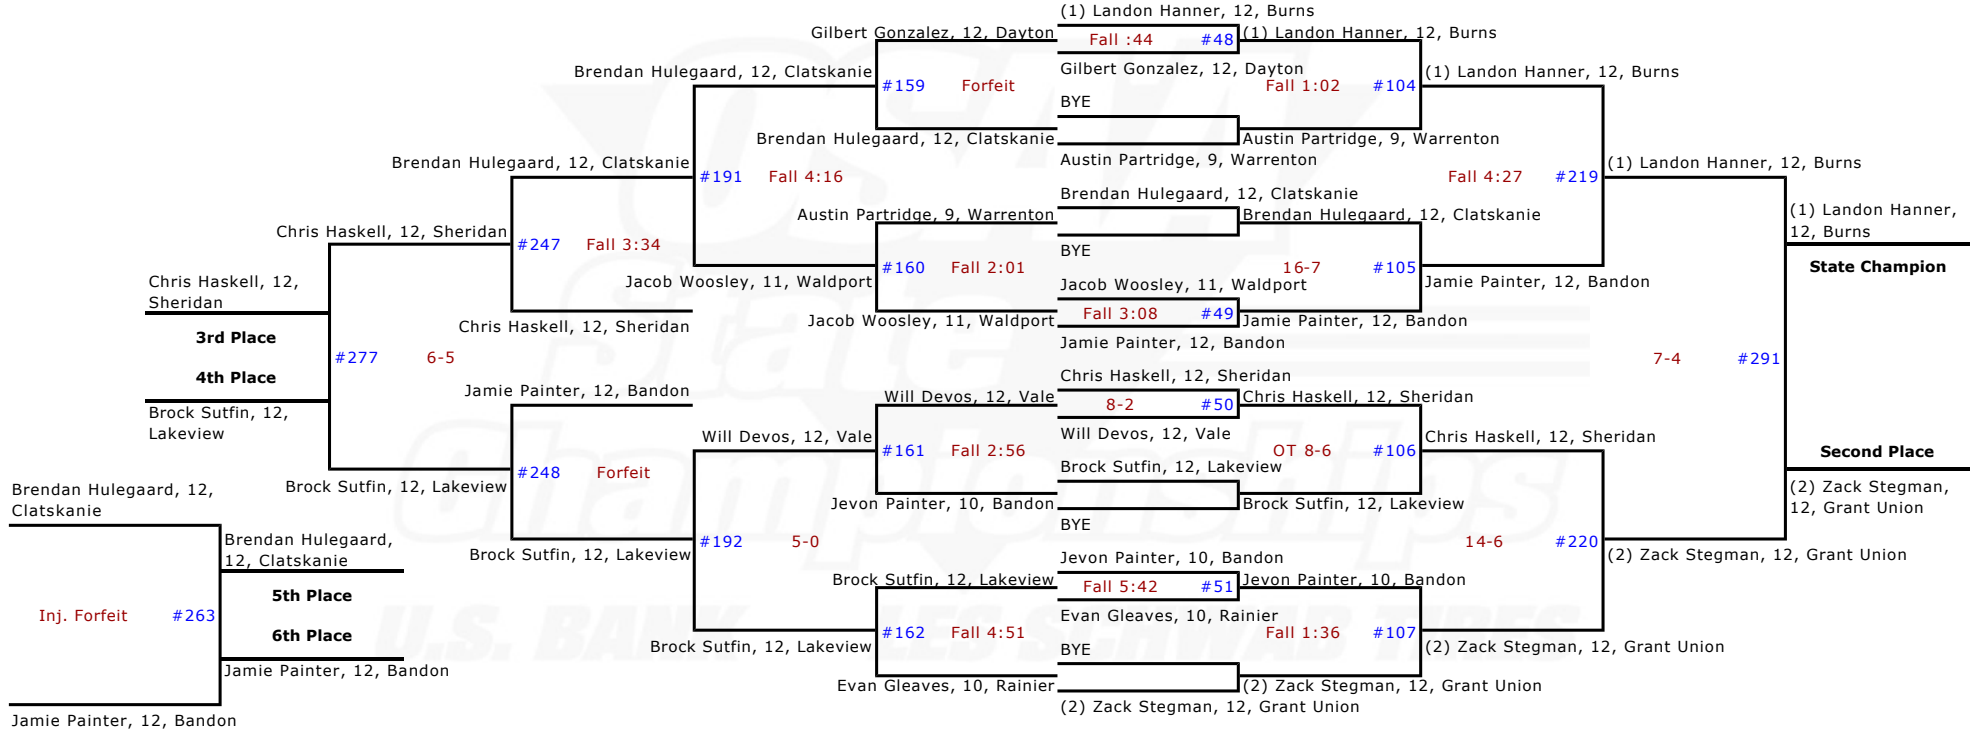 (1) Landon Hanner, 12, Burns
Gilbert Gonzalez, 12, Dayton
Fall :44 #48
(1) Landon Hanner, 12, Burns
Gilbert Gonzalez, 12, Dayton
Brendan Hulegaard, 12, Clatskanie
(1) Landon Hanner, 12, Burns
#159 Forfeit
Fall 1:02 #104
BYE
Brendan Hulegaard, 12, Clatskanie
Austin Partridge, 9, Warrenton
Austin Partridge, 9, Warrenton
Brendan Hulegaard, 12, Clatskanie
(1) Landon Hanner, 12, Burns
#191 Fall 4:16
Fall 4:27 #219
Brendan Hulegaard, 12, Clatskanie
Austin Partridge, 9, Warrenton
Brendan Hulegaard, 12, Clatskanie
(1) Landon Hanner,
12, Burns
Chris Haskell, 12, Sheridan
#247 Fall 3:34
BYE
State Champion
#160 Fall 2:01
16-7 #105
Chris Haskell, 12,
Sheridan
Jacob Woosley, 11, Waldport
Jacob Woosley, 11, Waldport
Jamie Painter, 12, Bandon
Fall 3:08 #49
Chris Haskell, 12, Sheridan
Jacob Woosley, 11, Waldport
Jamie Painter, 12, Bandon
3rd Place
Jamie Painter, 12, Bandon
#277 6-5
7-4 #291
4th Place
Chris Haskell, 12, Sheridan
Jamie Painter, 12, Bandon
Will Devos, 12, Vale
8-2 #50
Chris Haskell, 12, Sheridan
Brock Sutfin, 12,
Lakeview
Will Devos, 12, Vale
Will Devos, 12, Vale
Chris Haskell, 12, Sheridan
#161 Fall 2:56
OT 8-6 #106
Second Place
Brock Sutfin, 12, Lakeview
#248 Forfeit
Brock Sutfin, 12, Lakeview
(2) Zack Stegman,
12, Grant Union
Brendan Hulegaard, 12,
Clatskanie
Jevon Painter, 10, Bandon
Brock Sutfin, 12, Lakeview
BYE
#192 5-0
14-6 #220
Brendan Hulegaard,
12, Clatskanie
Brock Sutfin, 12, Lakeview
Jevon Painter, 10, Bandon
(2) Zack Stegman, 12, Grant Union
Brock Sutfin, 12, Lakeview
Fall 5:42 #51
Jevon Painter, 10, Bandon
5th Place
Inj. Forfeit #263
Evan Gleaves, 10, Rainier
6th Place
#162 Fall 4:51
Fall 1:36 #107
Brock Sutfin, 12, Lakeview
BYE
(2) Zack Stegman, 12, Grant Union
Jamie Painter, 12, Bandon
Evan Gleaves, 10, Rainier
(2) Zack Stegman, 12, Grant Union
(2) Zack Stegman, 12, Grant Union
Jamie Painter, 12, Bandon
OSAA
State
Championships
U.S. BANK LES SCHWAB TIRES